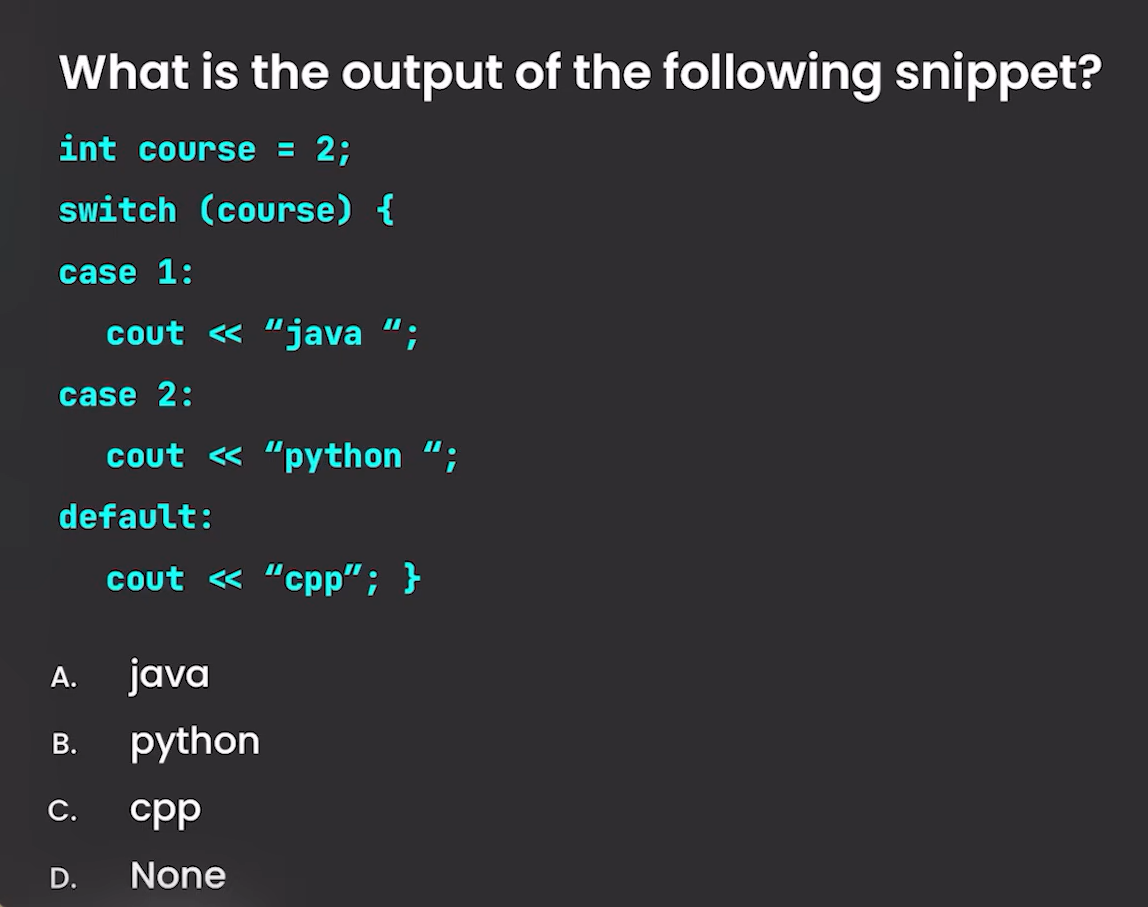 What is the output of the following snippet?
int course = 2;
switch (course) {
case 1:
cout << “java “;
case 2:
cout << “python “;
default:
cout << “cpp”; }
A. java
B. python
C. cpp
D. None